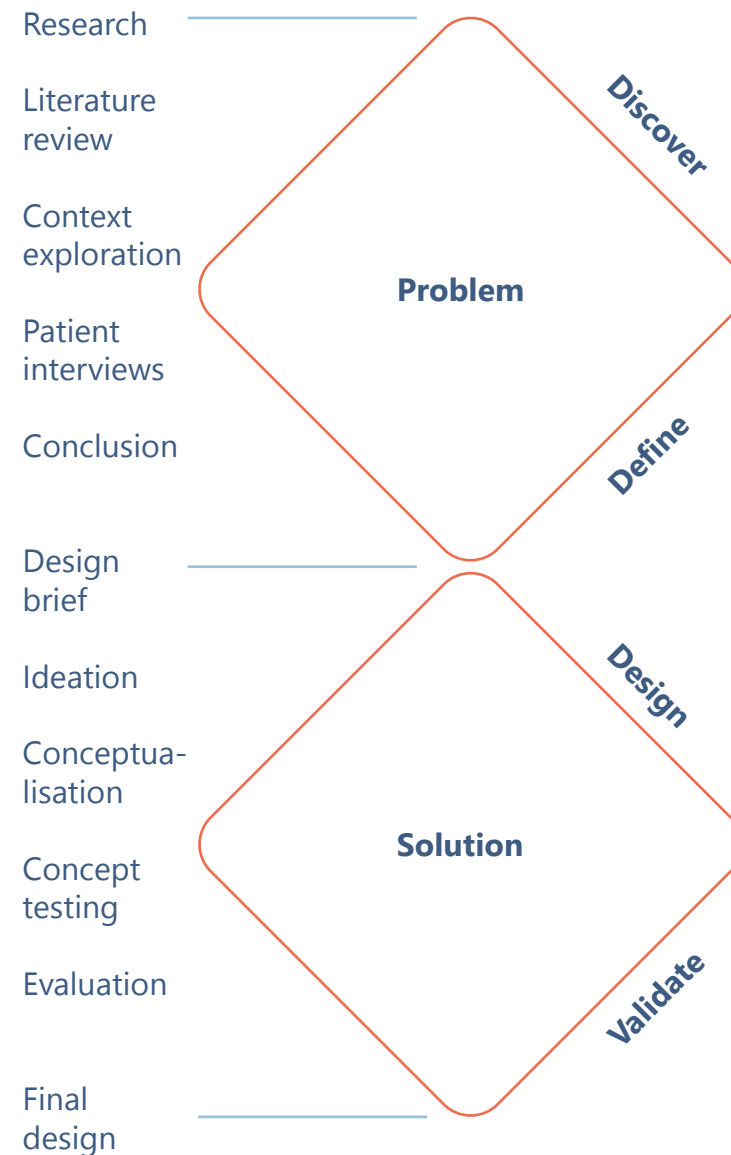 Research
Discover
Literature
review
Context
exploration
Problem
Patient
interviews
Define
Conclusion
Design
brief
Design
Ideation
Conceptua-
lisation
Solution
Concept
testing
Validate
Evaluation
Final
design